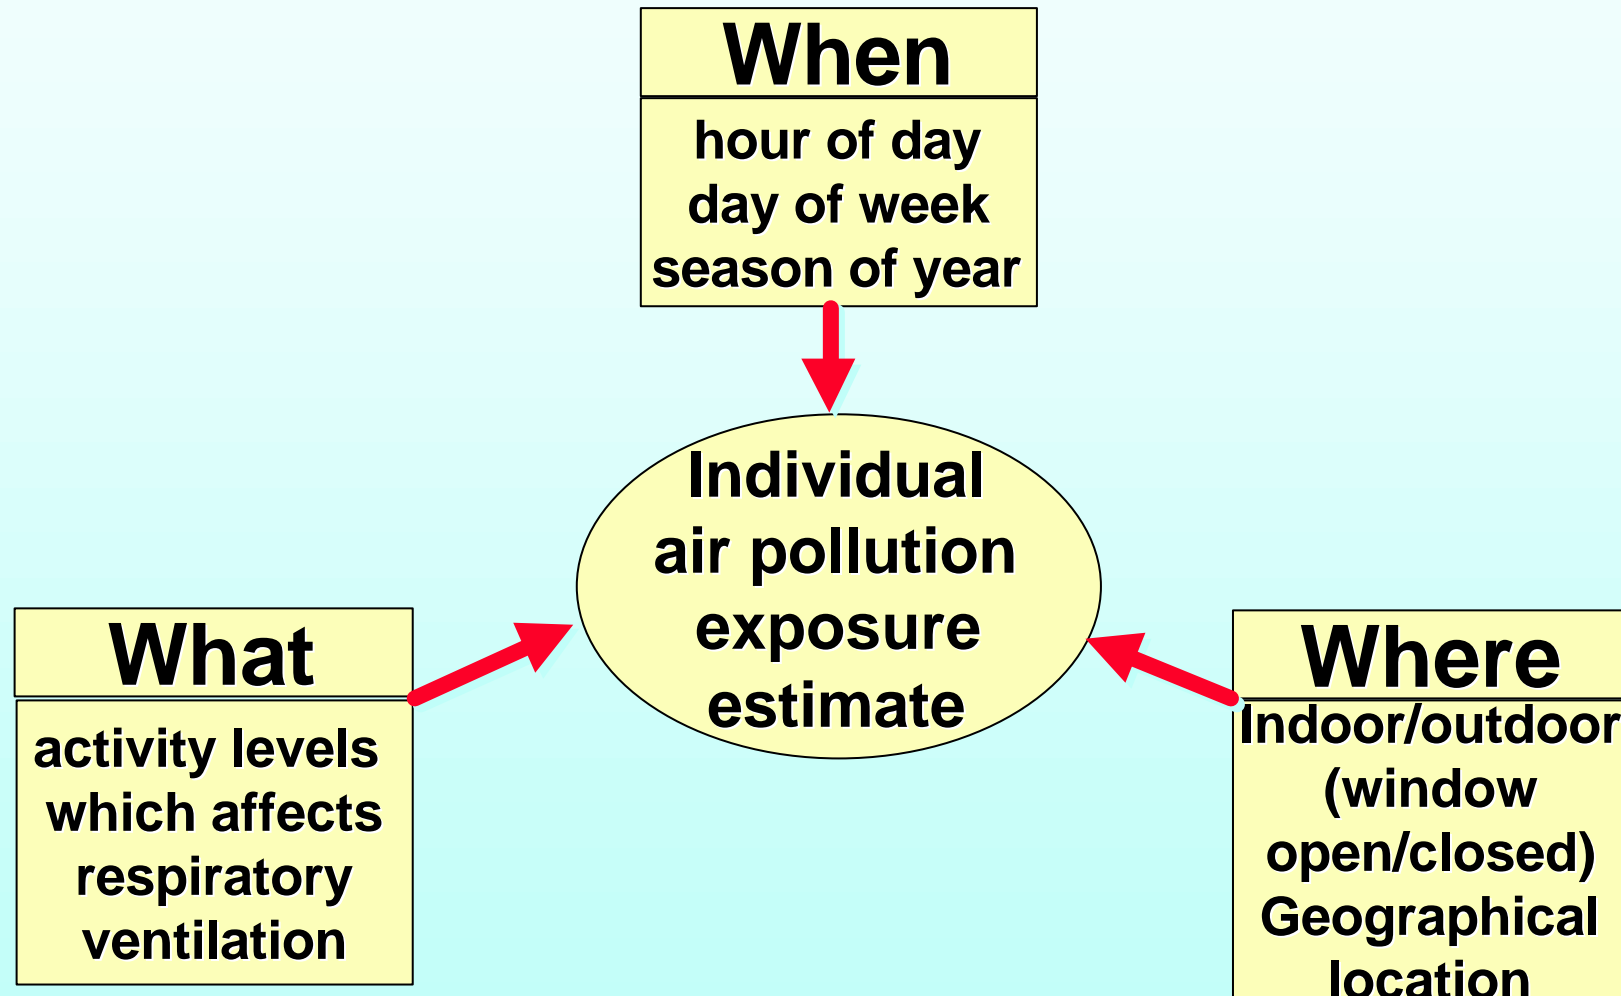 When
hour of day
day of week
season of year
Individual
air pollution
exposure
estimate
What
activity levels
which affects
respiratory
ventilation
Where
Indoor/outdoor
(window
open/closed)
Geographical
location